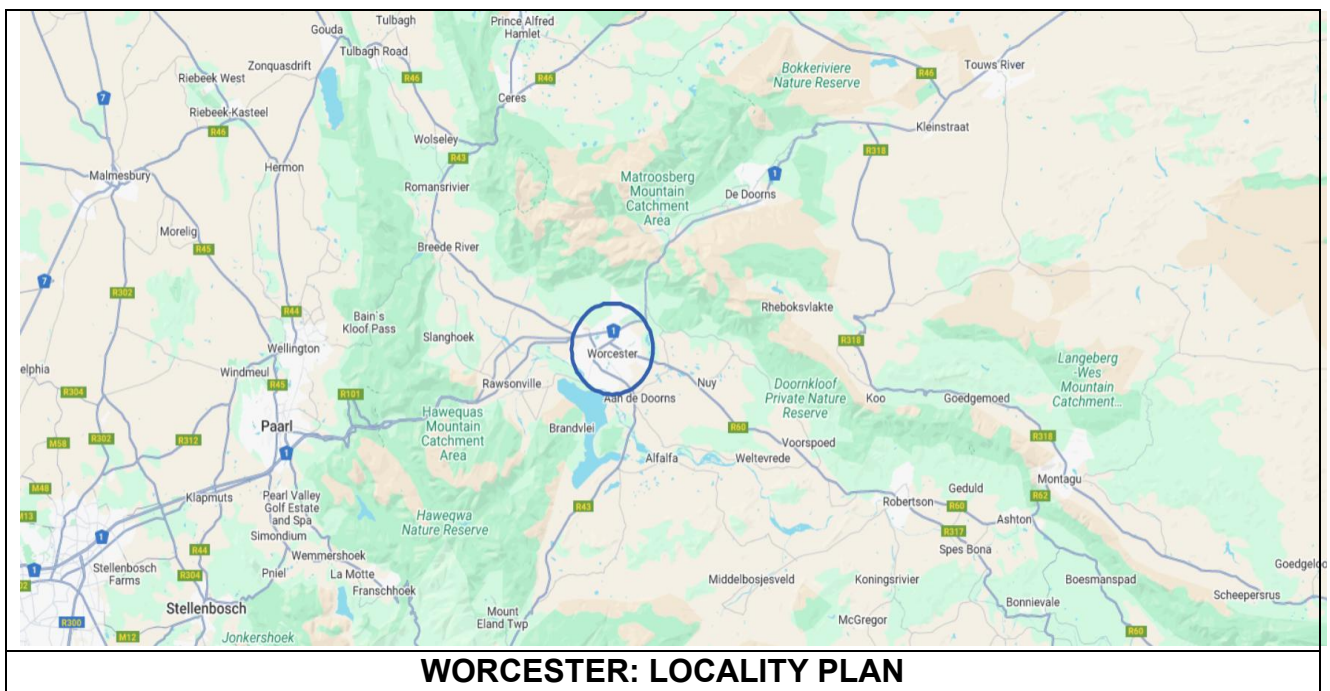 Tulbagh
Prince Alfred
Hamlet
Gouda
Tulbagh Road
Zonquasdrift
Riebeek West
R46
R46
Bokkeriviere
Nature Reserve
R46
Touws River
7
Ceres
Riebeek-Kasteel
R46
Wolseley
Kleinstraat
R43
R318
Hermon
Malmesbury
Matroosberg
Mountain
Catchment
Area
1
Romansrivier
De Doorns
Morelig
R45
Breede River
7
R302
R44
Bain`s
Kloof Pass
Rheboksvlakte
1
Slanghoek
R318
Wellington
Worcester
Langeberg
-Wes
Mountain
Catchment...
elphia
Windmeul
R45
Rawsonville
Nuy
Doornkloof
Private Nature
Reserve
R304
R101
Aan de Doorns
Koo
Goedgemoed
Hawequas
Mountain
Catchment
Area
Paarl
Brandvlei
R60
R318
M58
R302
R312
Voorspoed
1
Alfalfa
Weltevrede
Montagu
M48
Klapmuts
Pearl Valley
Golf Estate
and Spa
R43
Robertson
Geduld
R62
R60
Ashton
R13
Haweqwa
Nature Reserve
R317
1
Simondium
Spes Bona
R44
Wemmershoek
Goedgeloo
1
Stellenbosch
Farms
R304
Pniel
La Motte
Franschhoek
Middelbosjesveld
Koningsrivier
Boesmanspad
Scheepersrus
Stellenbosch
Mount
Eland Twp
Bonnievale
McGregor
R300
M12
Jonkershoek
R60
WORCESTER: LOCALITY PLAN